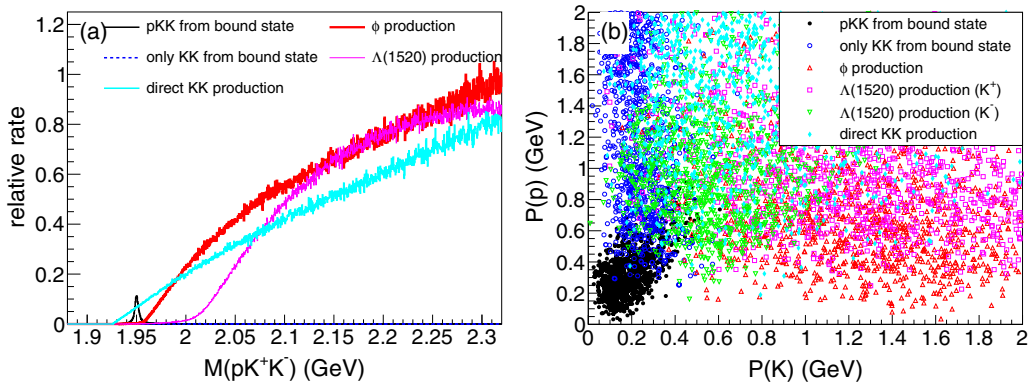 (a)
pKK from bound state
φ production
only KK from bound state
Λ(1520) production
direct KK production
relative rate
1
0.8
0.6
0.4
0.2
0
1.9 1.95 2 2.05 2.1 2.15 2.2 2.25 2.3
M(pK⁺K⁻) (GeV)
(b)
pKK from bound state
only KK from bound state
φ production
Λ(1520) production (K⁺)
Λ(1520) production (K⁻)
direct KK production
P(p) (GeV)
2
1.8
1.6
1.4
1.2
1
0.8
0.6
0.4
0.2
0
0 0.2 0.4 0.6 0.8 1 1.2 1.4 1.6 1.8 2
P(K) (GeV)